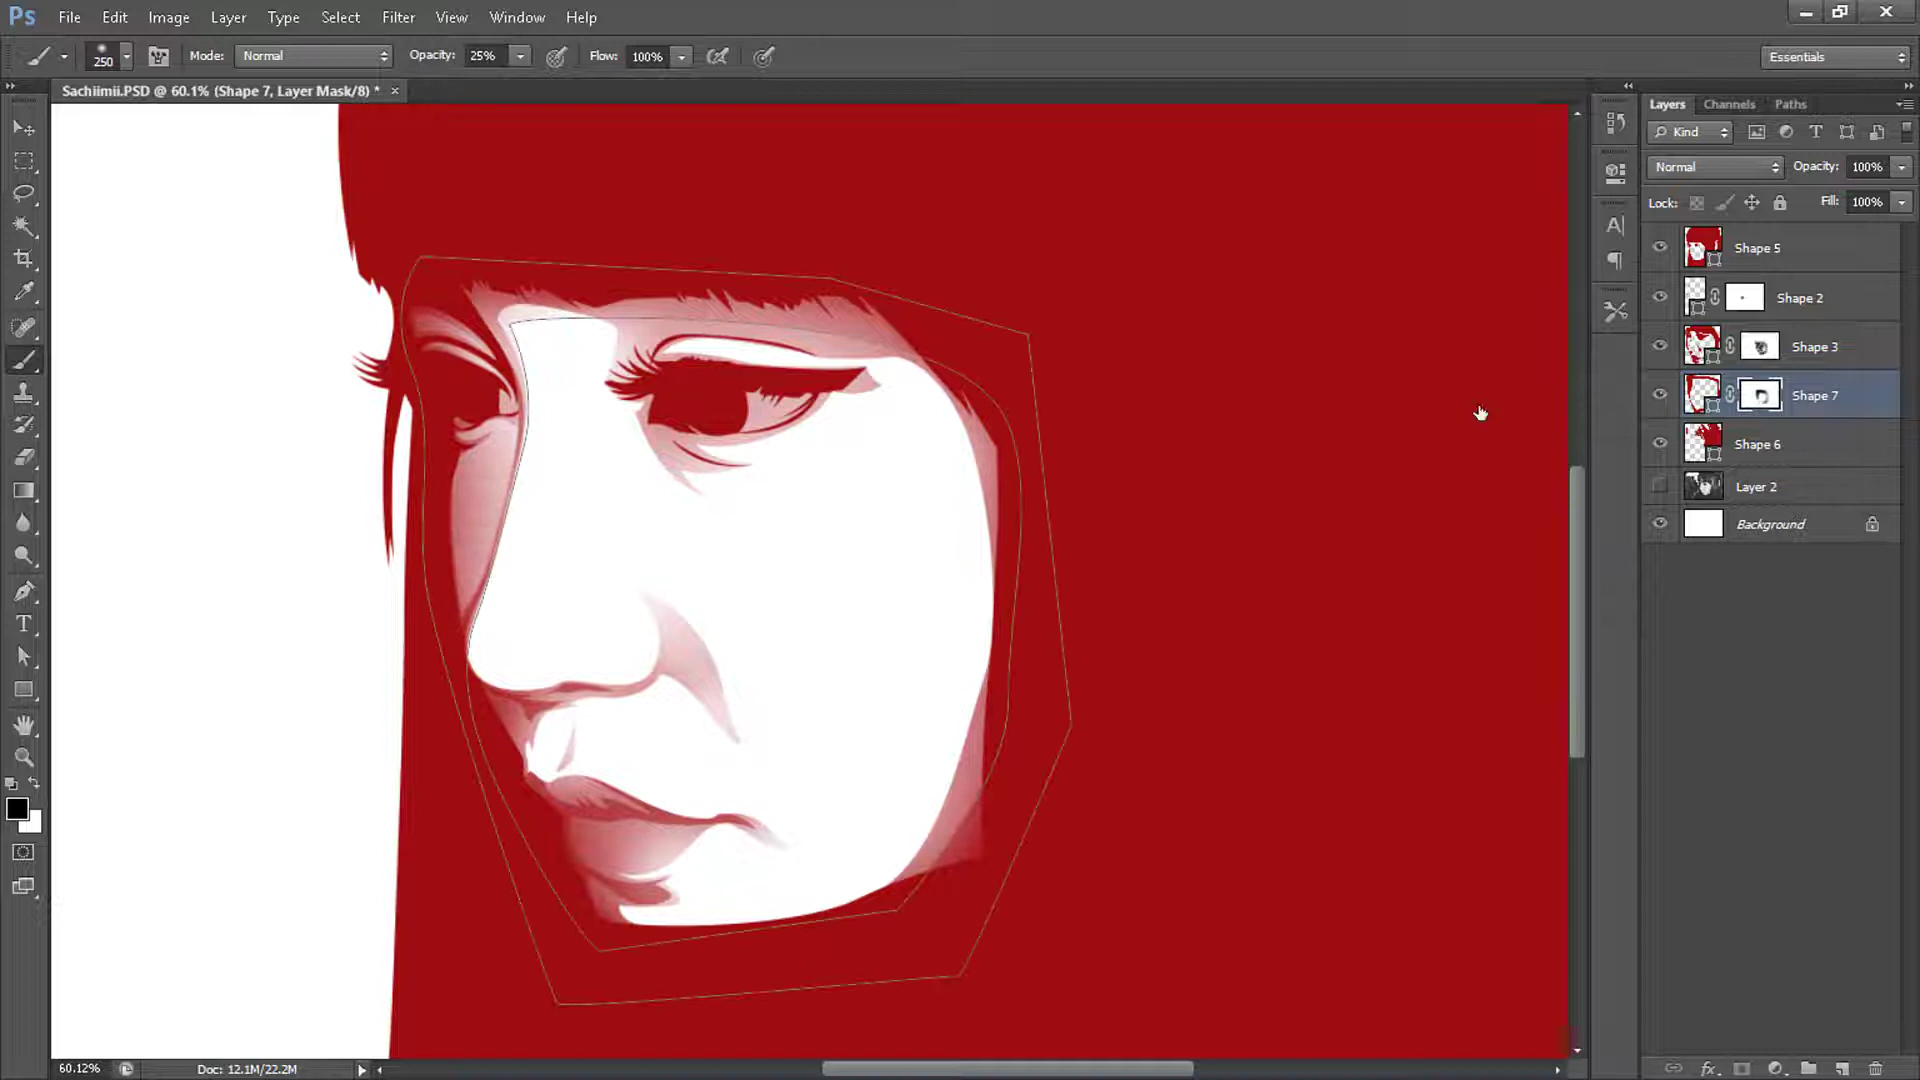 Ps File Edit Image Layer Type Select Filter View Window Help
250 Mode: Normal Opacity: 25% Flow: 100% Essentials
Sachiimii.PSD @ 60.1% (Shape 7, Layer Mask/8) *
Layers Channels Paths
Kind
Normal Opacity: 100%
Lock: Fill: 100%
Shape 5
Shape 2
Shape 3
Shape 7
Shape 6
Layer 2
Background
60.12% Doc: 12.1M/22.2M